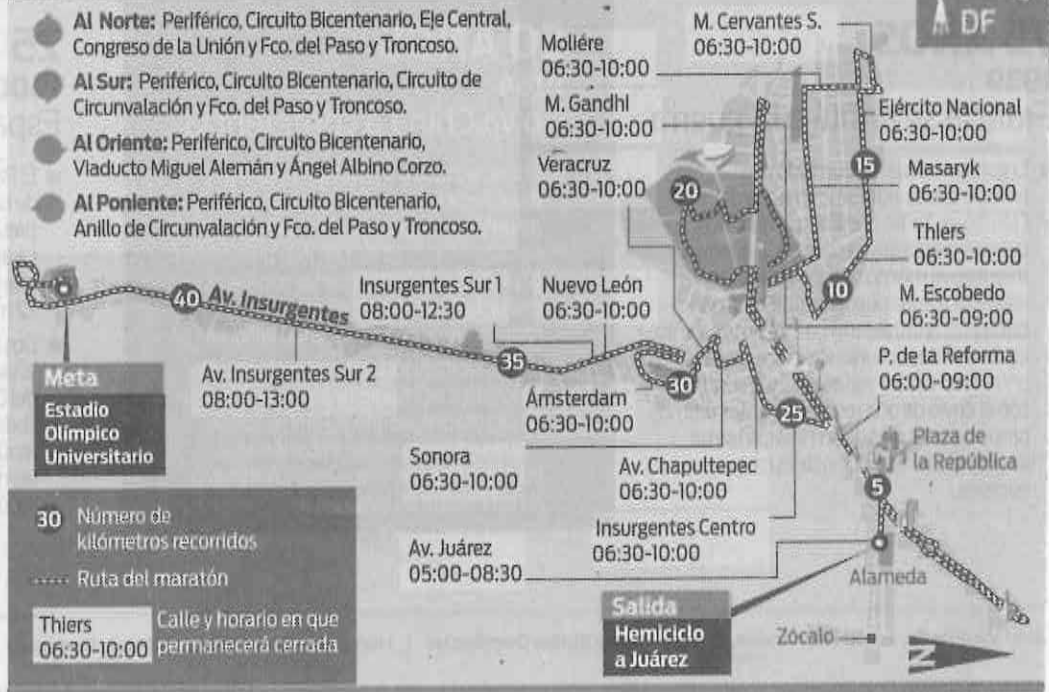 Al Norte: Periférico, Circuito Bicentenario, Eje Central,
Congreso de la Unión y Fco. del Paso y Troncoso.
Al Sur: Periférico, Circuito Bicentenario, Circuito de
Circunvalación y Fco. del Paso y Troncoso.
Al Oriente: Periférico, Circuito Bicentenario,
Viaducto Miguel Alemán y Ángel Albino Corzo.
Al Poniente: Periférico, Circuito Bicentenario,
Anillo de Circunvalación y Fco. del Paso y Troncoso.
DF
M. Cervantes S.
06:30-10:00
Moliére
06:30-10:00
M. Gandhi
06:30-10:00
Ejército Nacional
06:30-10:00
Veracruz
06:30-10:00
15
Masaryk
06:30-10:00
20
Thiers
06:30-10:00
10
M. Escobedo
06:30-09:00
40
Av. Insurgentes
Insurgentes Sur 1
08:00-12:30
Nuevo León
06:30-10:00
35
30
25
P. de la Reforma
06:00-09:00
Av. Insurgentes Sur 2
08:00-13:00
Meta
Estadio
Olímpico
Universitario
Ámsterdam
06:30-10:00
Plaza de
la República
Sonora
06:30-10:00
Av. Chapultepec
06:30-10:00
5
Insurgentes Centro
06:30-10:00
Av. Juárez
05:00-08:30
Alameda
Salida
Hemiciclo
a Juárez
Zócalo
N
30 Número de
kilómetros recorridos
Ruta del maratón
Thiers
06:30-10:00
Calle y horario en que
permanecerá cerrada